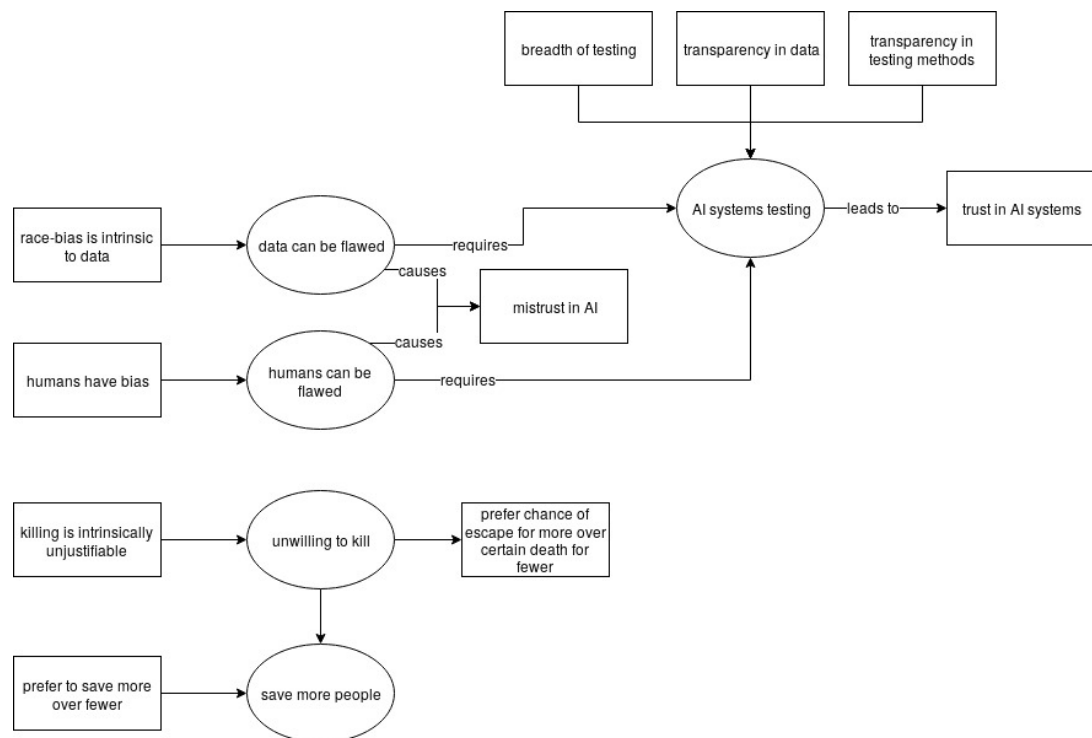 breadth of testing
transparency in data
transparency in
testing methods
AI systems testing
leads to
trust in AI systems
race-bias is intrinsic
to data
data can be flawed
requires
causes
mistrust in AI
causes
humans have bias
humans can be
flawed
requires
killing is intrinsically
unjustifiable
unwilling to kill
prefer chance of
escape for more over
certain death for
fewer
prefer to save more
over fewer
save more people